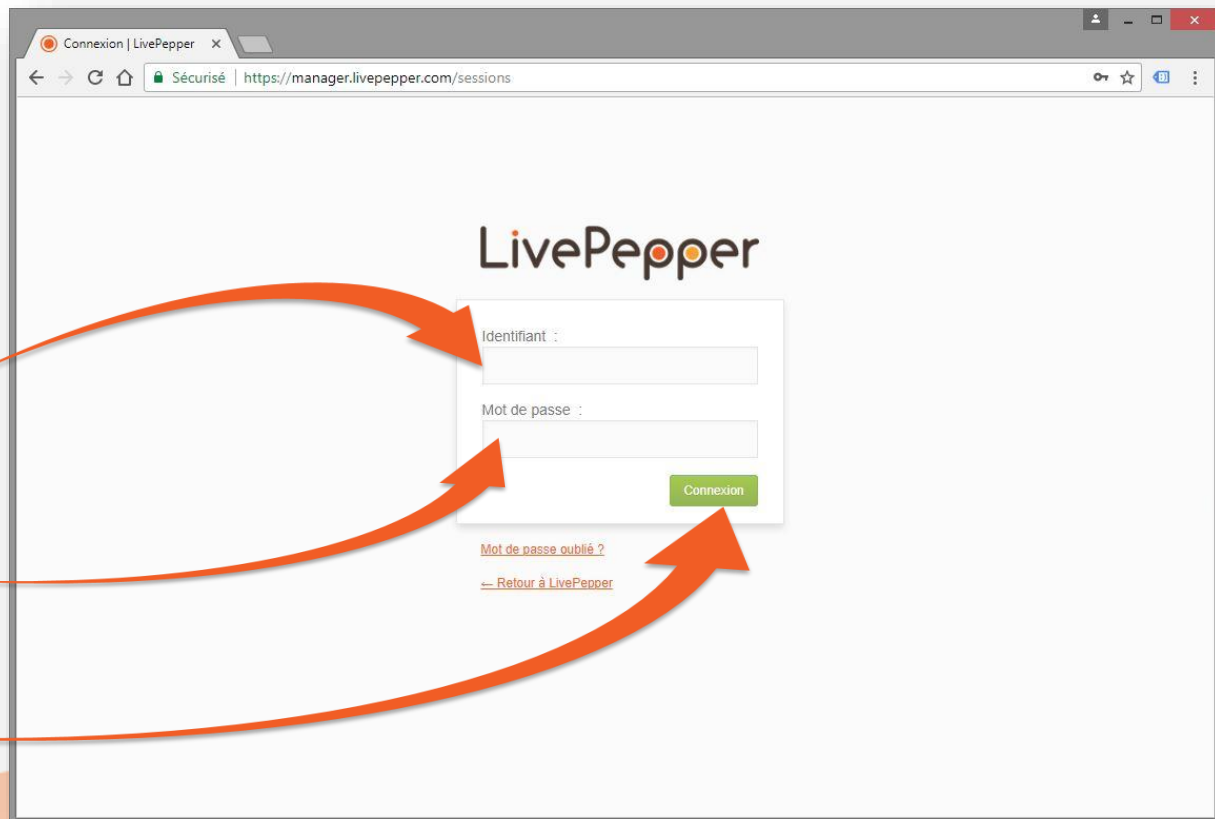 Connexion | LivePepper
Sécurisé | https://manager.livepepper.com/sessions
LivePepper
Identifiant :
Mot de passe :
Connexion
Mot de passe oublié ?
← Retour à LivePepper